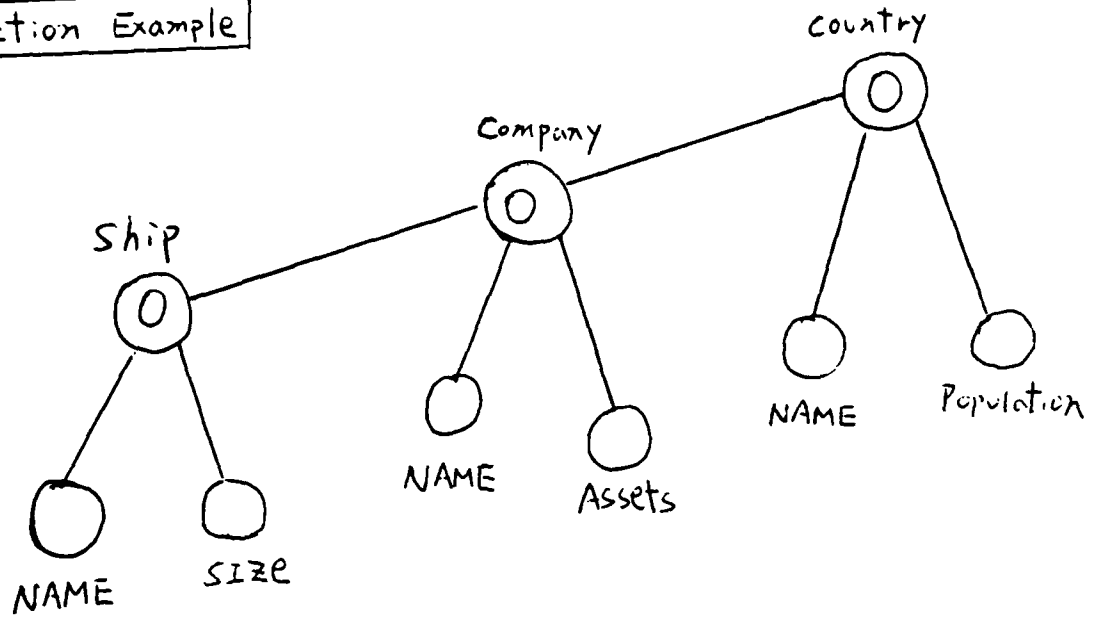 ction Example
Country
Company
Ship
NAME
Population
NAME
Assets
NAME
SIZe